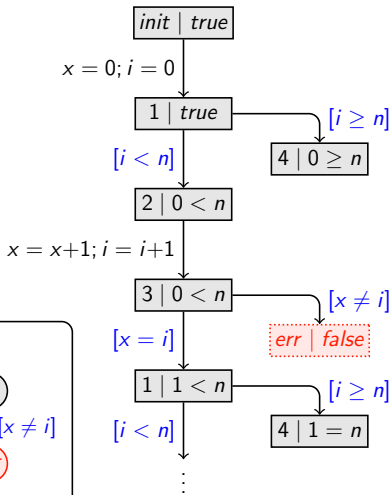 init | true
x = 0; i = 0
1 | true
[i ≥ n]
[i < n]
4 | 0 ≥ n
2 | 0 < n
x = x+1; i = i+1
3 | 0 < n
[x ≠ i]
[x = i]
err | false
1 | 1 < n
[i ≥ n]
[x ≠ i]
[i < n]
4 | 1 = n
⋮